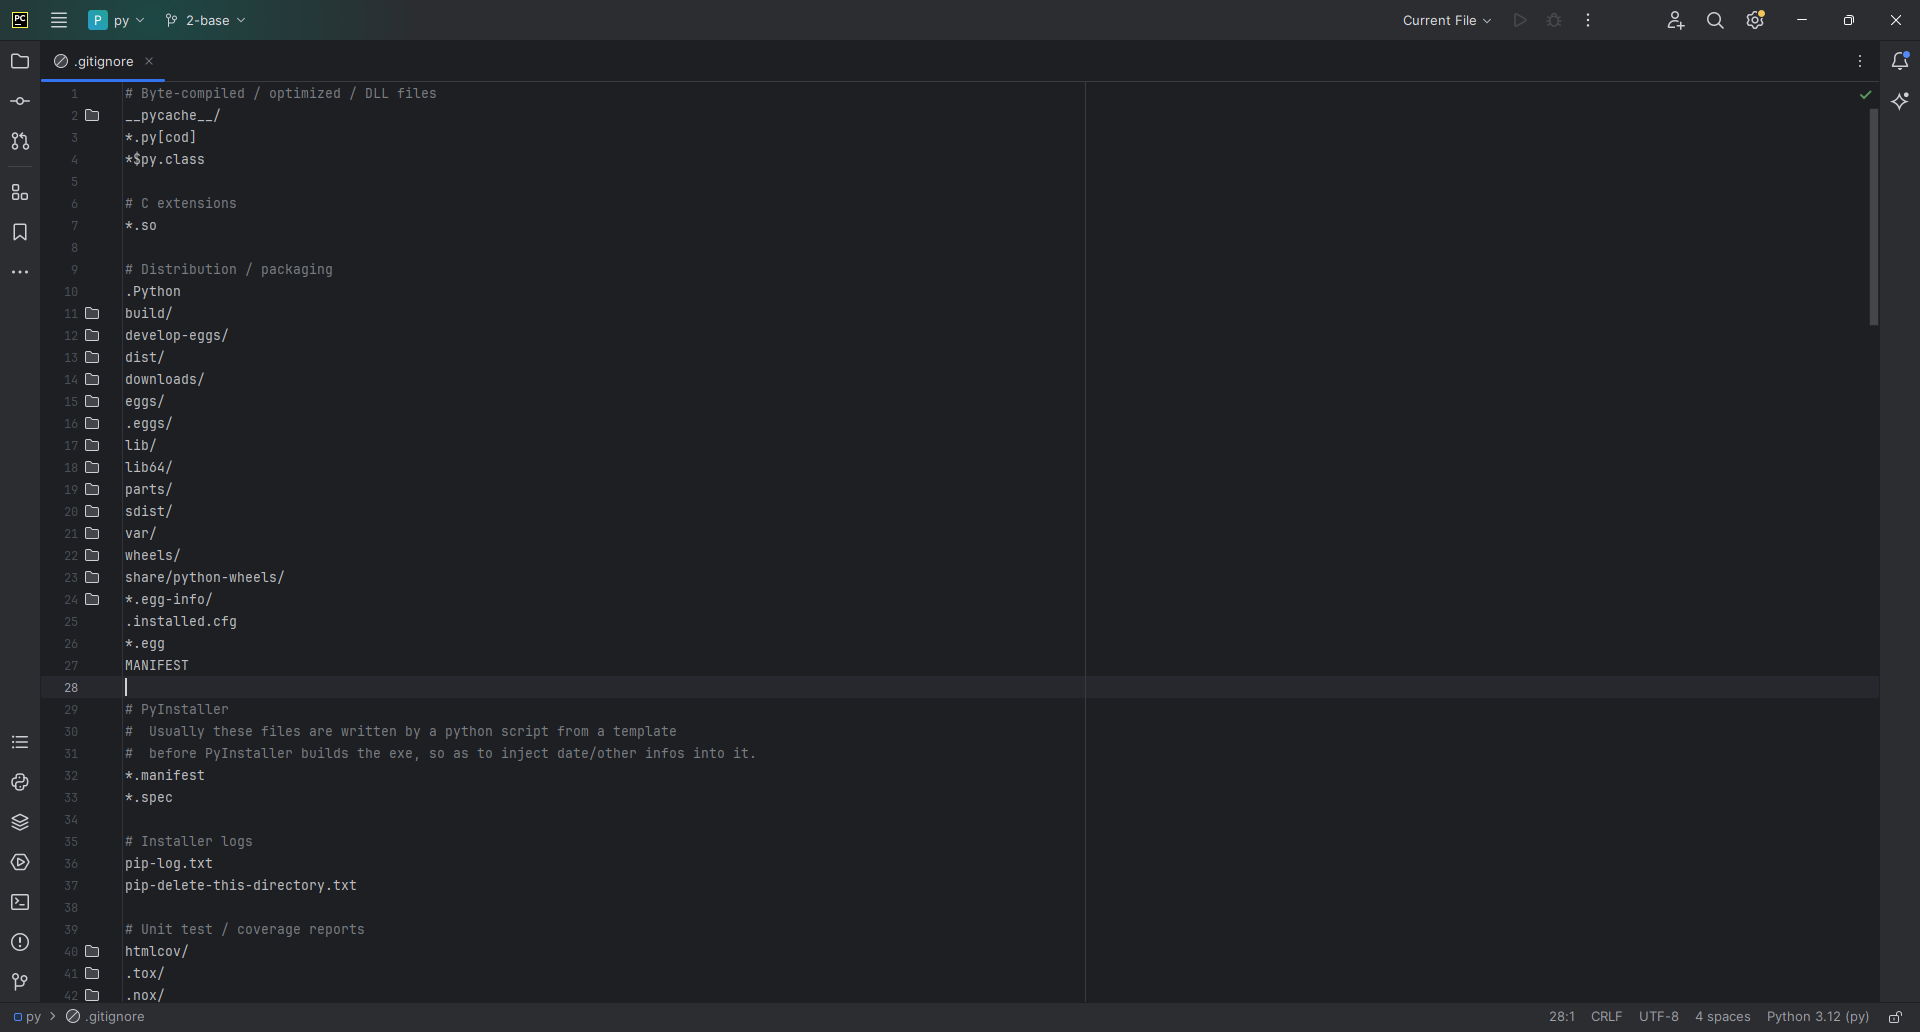 PC P py 2-base Current File
.gitignore
1 # Byte-compiled / optimized / DLL files
2 __pycache__/
3 *.py[cod]
4 *$py.class
5
6 # C extensions
7 *.so
8
9 # Distribution / packaging
10 .Python
11 build/
12 develop-eggs/
13 dist/
14 downloads/
15 eggs/
16 .eggs/
17 lib/
18 lib64/
19 parts/
20 sdist/
21 var/
22 wheels/
23 share/python-wheels/
24 *.egg-info/
25 .installed.cfg
26 *.egg
27 MANIFEST
28
29 # PyInstaller
30 #  Usually these files are written by a python script from a template
31 #  before PyInstaller builds the exe, so as to inject date/other infos into it.
32 *.manifest
33 *.spec
34
35 # Installer logs
36 pip-log.txt
37 pip-delete-this-directory.txt
38
39 # Unit test / coverage reports
40 htmlcov/
41 .tox/
42 .nox/
py .gitignore 28:1 CRLF UTF-8 4 spaces Python 3.12 (py)